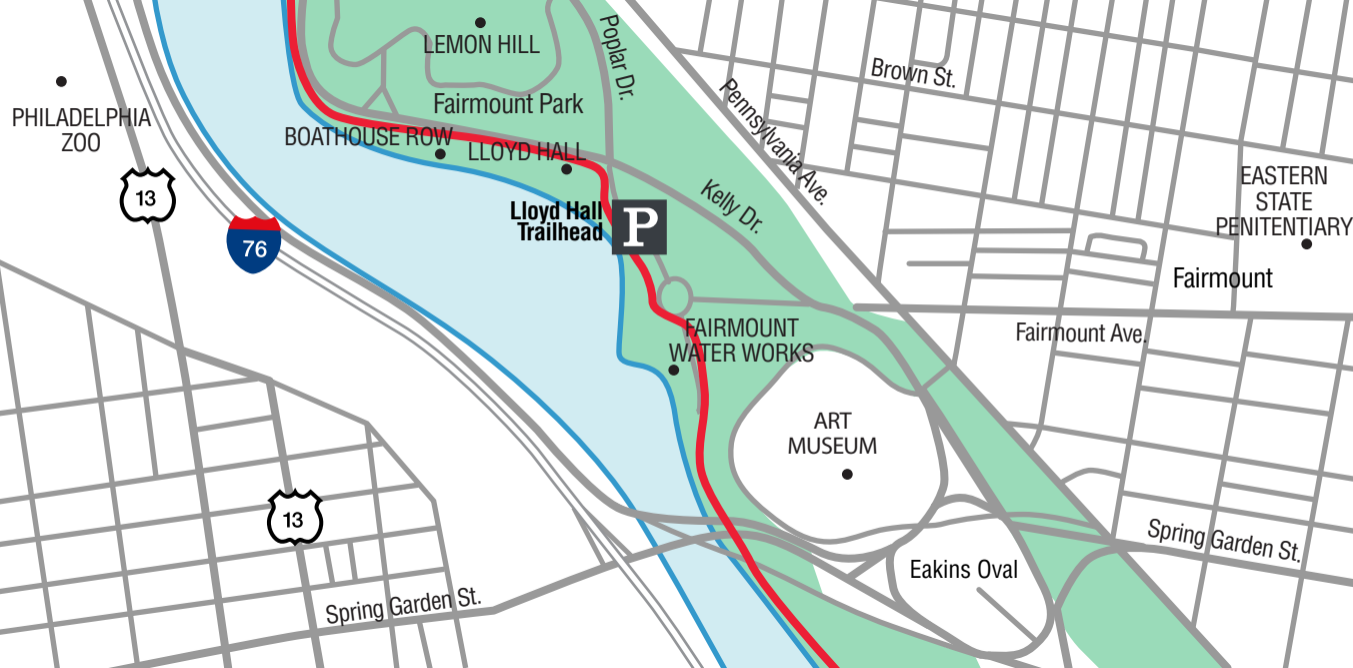 LEMON HILL
Poplar Dr.
Brown St.
Pennsylvania Ave.
Fairmount Park
PHILADELPHIA
ZOO
BOATHOUSE ROW
LLOYD HALL
EASTERN
STATE
PENITENTIARY
13
Kelly Dr.
Lloyd Hall
Trailhead
P
76
Fairmount
FAIRMOUNT
WATER WORKS
Fairmount Ave.
ART
MUSEUM
13
Spring Garden St.
Eakins Oval
Spring Garden St.